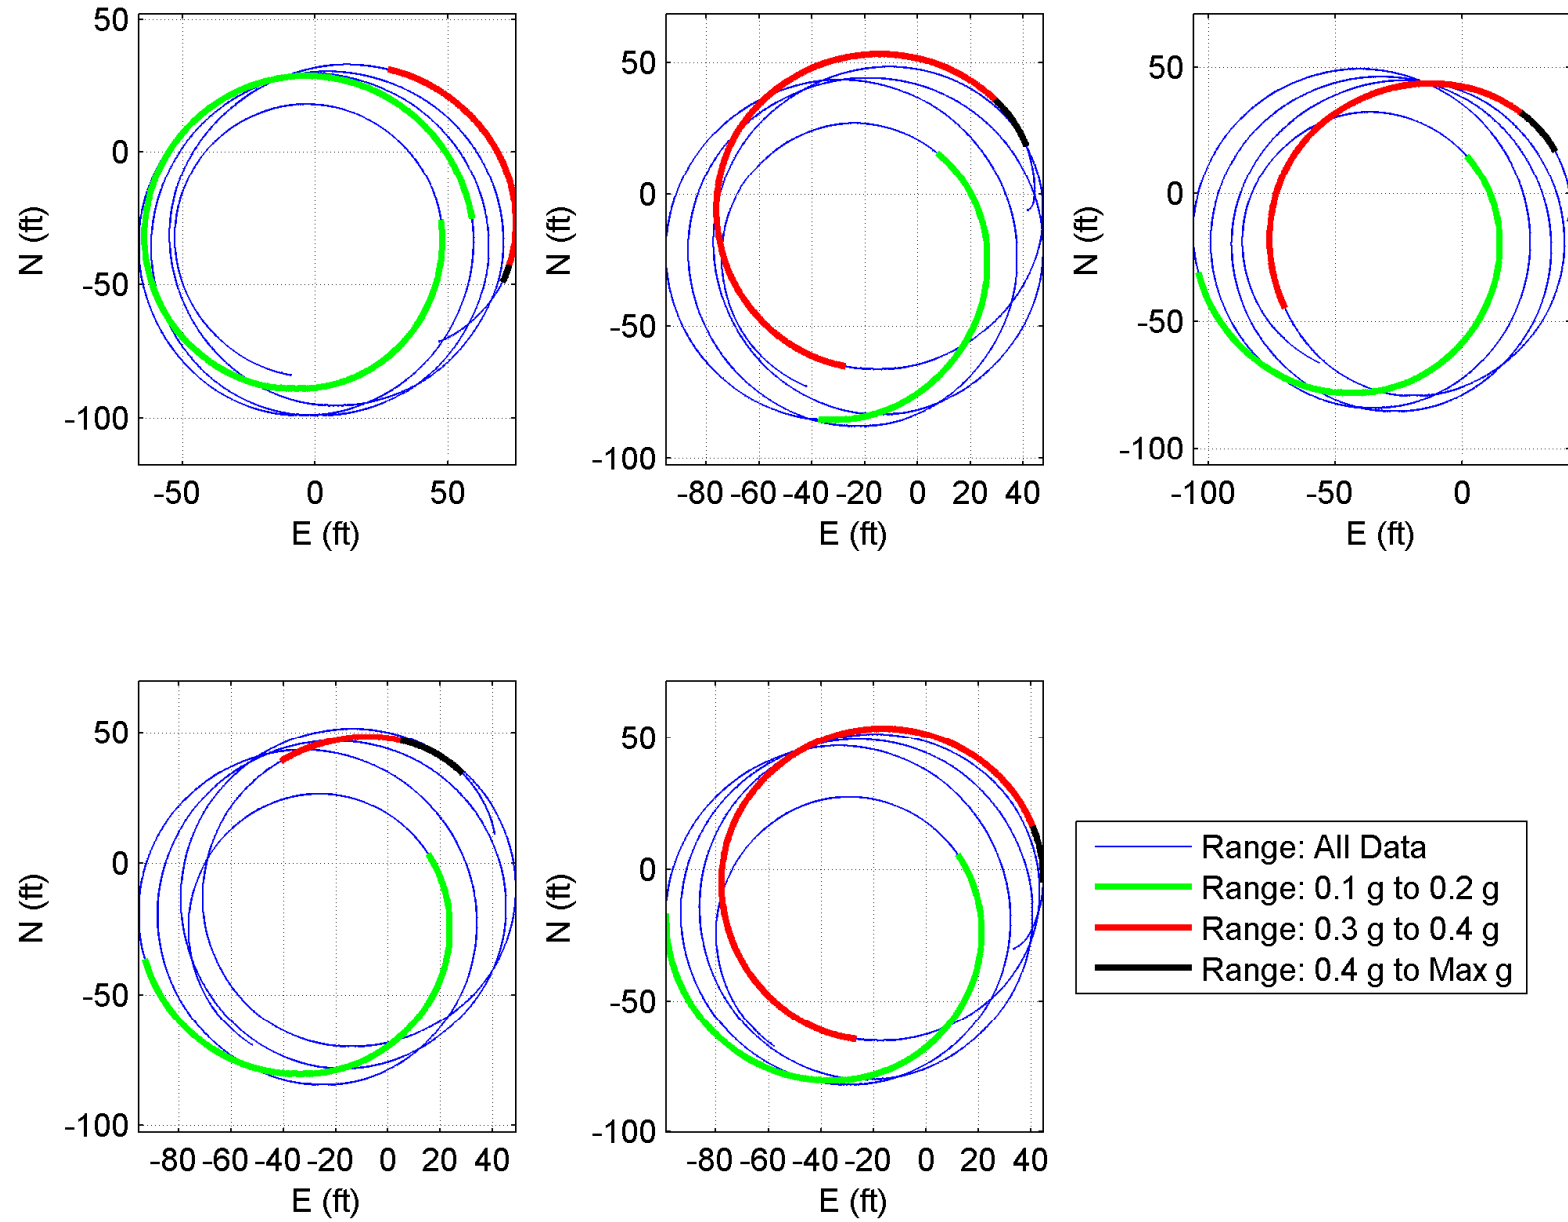 50
0
-50
-100
N (ft)
-50 0 50
E (ft)
50
0
-50
-100
N (ft)
-80 -60 -40 -20 0 20 40
E (ft)
50
0
-50
-100
N (ft)
-100 -50 0
E (ft)
50
0
-50
-100
N (ft)
-80 -60 -40 -20 0 20 40
E (ft)
50
0
-50
-100
N (ft)
-80 -60 -40 -20 0 20 40
E (ft)
Range: All Data
Range: 0.1 g to 0.2 g
Range: 0.3 g to 0.4 g
Range: 0.4 g to Max g